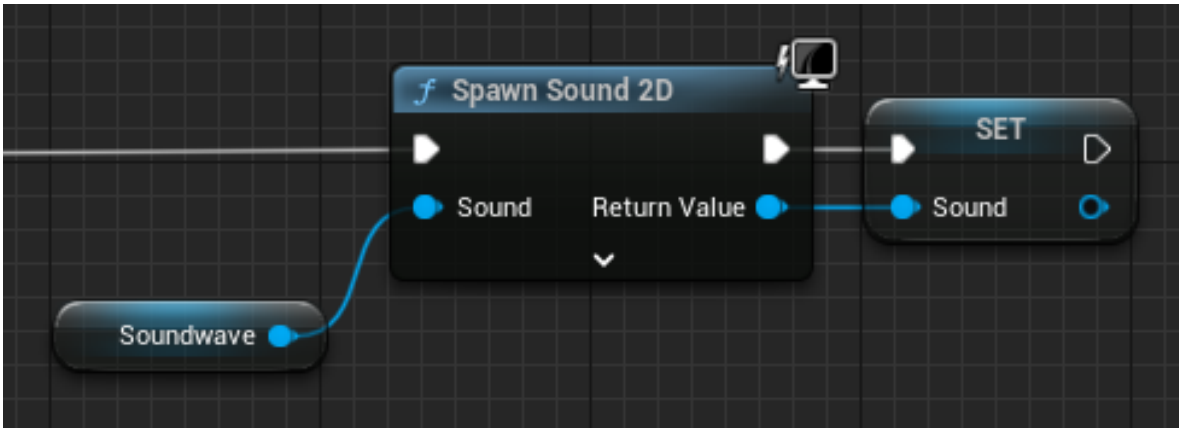 Spawn Sound 2D
SET
Sound
Return Value
Sound
Soundwave